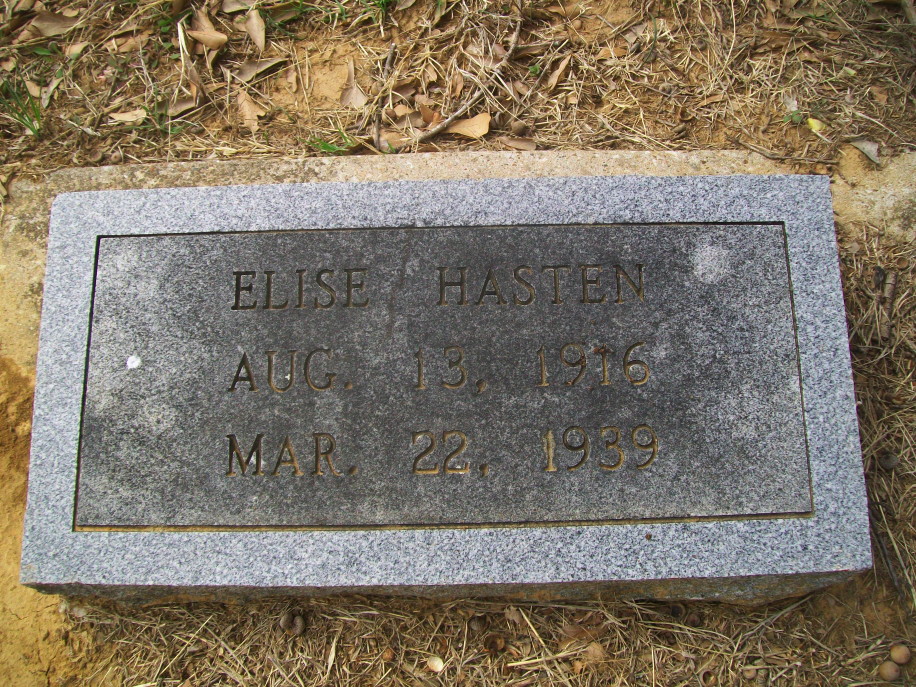 ELISE HASTEN
AUG. 13, 1916
MAR. 22, 1939